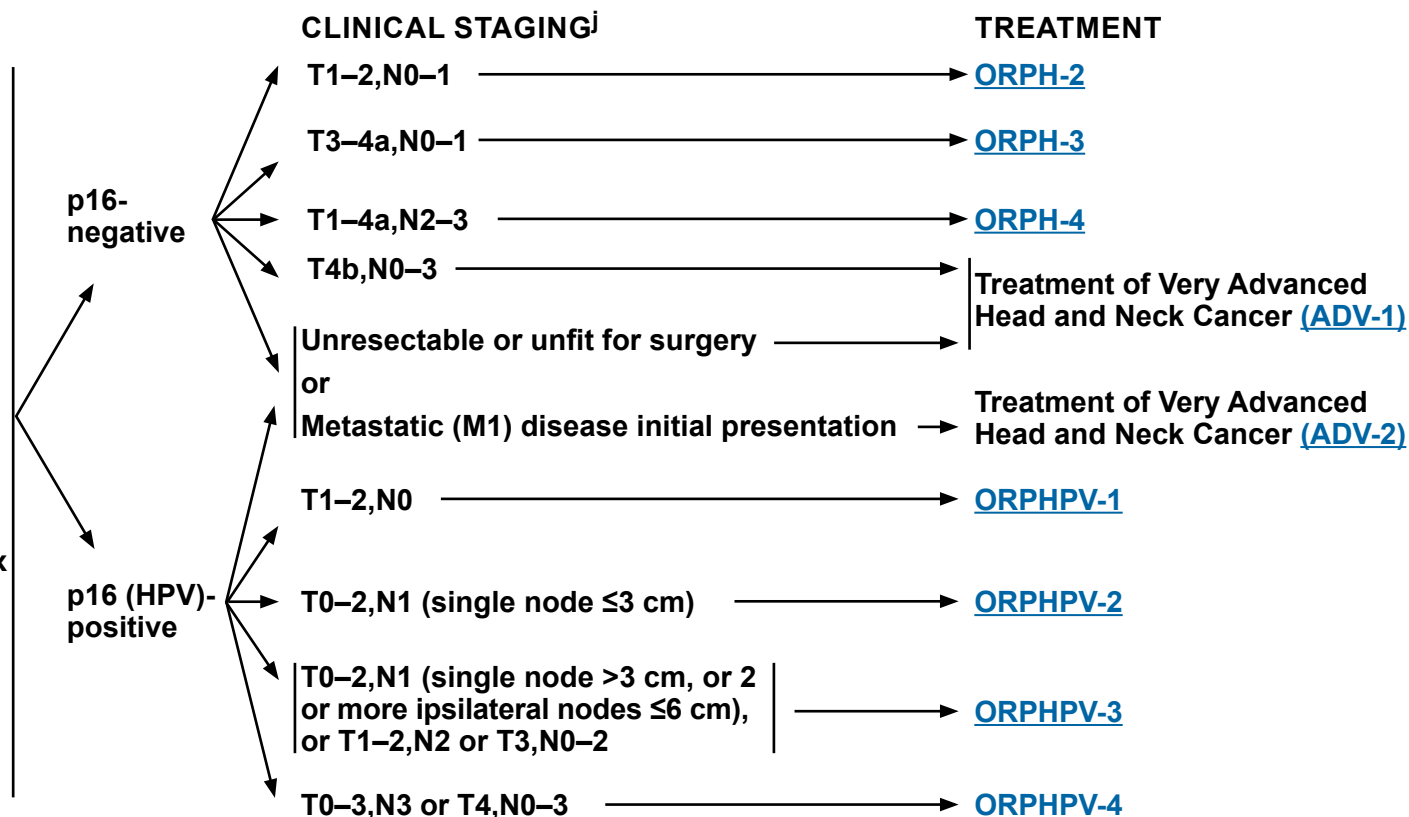 CLINICAL STAGINGj
TREATMENT
T1–2,N0–1
ORPH-2
T3–4a,N0–1
ORPH-3
p16-
negative
T1–4a,N2–3
ORPH-4
T4b,N0–3
Treatment of Very Advanced
Head and Neck Cancer (ADV-1)
Unresectable or unfit for surgery
or
Metastatic (M1) disease initial presentation
Treatment of Very Advanced
Head and Neck Cancer (ADV-2)
T1–2,N0
ORPHPV-1
x
p16 (HPV)-
positive
T0–2,N1 (single node ≤3 cm)
ORPHPV-2
T0–2,N1 (single node >3 cm, or 2
or more ipsilateral nodes ≤6 cm),
or T1–2,N2 or T3,N0–2
ORPHPV-3
T0–3,N3 or T4,N0–3
ORPHPV-4